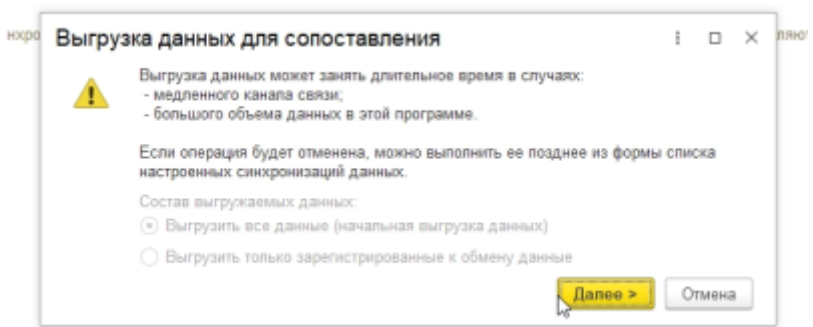 нхро
Выгрузка данных для сопоставления
ляют
Выгрузка данных может занять длительное время в случаях:
- медленного канала связи;
- большого объема данных в этой программе.
Если операция будет отменена, можно выполнить ее позднее из формы списка
настроенных синхронизаций данных.
Состав выгружаемых данных:
Выгрузить все данные (начальная выгрузка данных)
Выгрузить только зарегистрированные к обмену данные
Далее >
Отмена